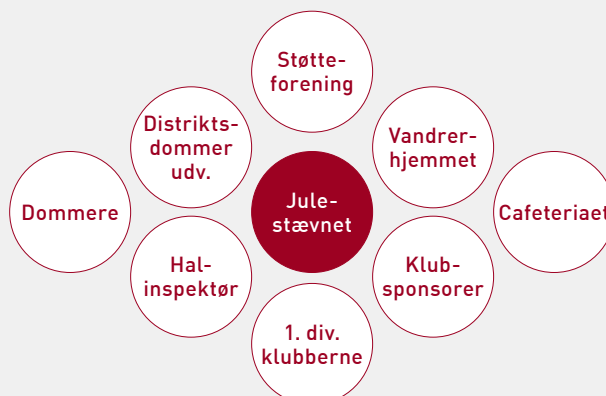 Støtte-
forening
Distrikts-
dommer
udv.
Vandrer-
hjemmet
Dommere
Jule-
stævnet
Cafeteriaet
Hal-
inspektør
Klub-
sponsorer
1. div.
klubberne